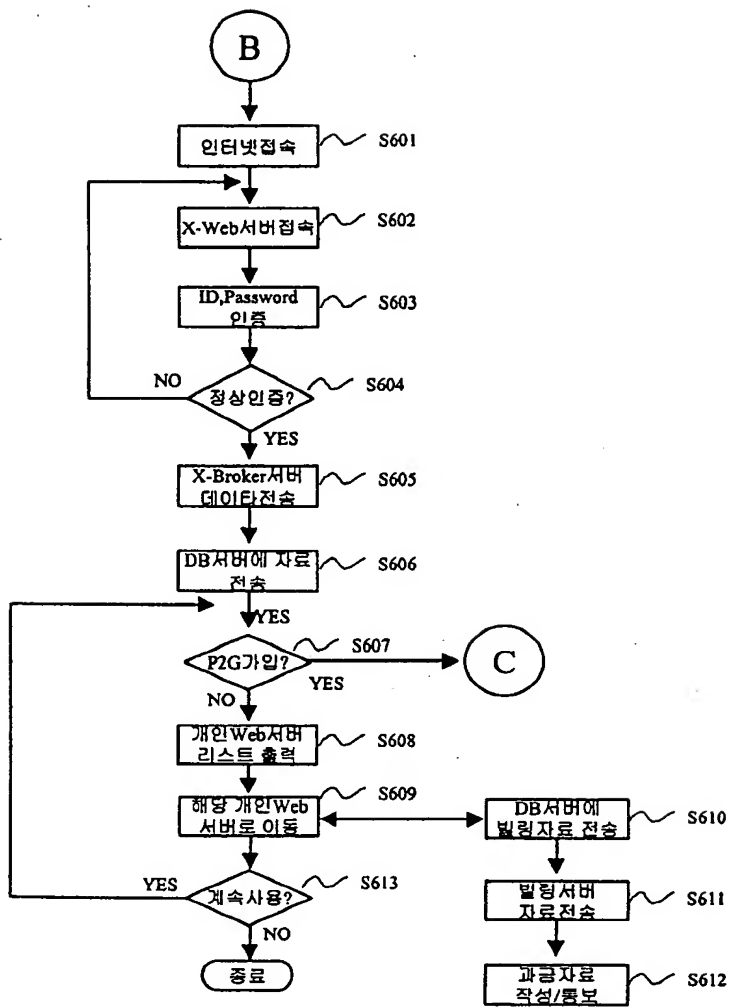 B
인터넷접속
S601
X-Web서버접속
S602
ID,Password
인증
S603
NO
정상인증?
S604
YES
X-Broker서버
데이타전송
S605
DB서버에 자료
전송
S606
YES
P2G가입?
S607
YES
C
NO
개인Web서버
리스트 출력
S608
해당 개인Web
서버로 이동
S609
DB서버에
빌링자료 전송
S610
YES
계속사용?
S613
빌링서버
자료전송
S611
NO
종료
과금자료
작성/통보
S612